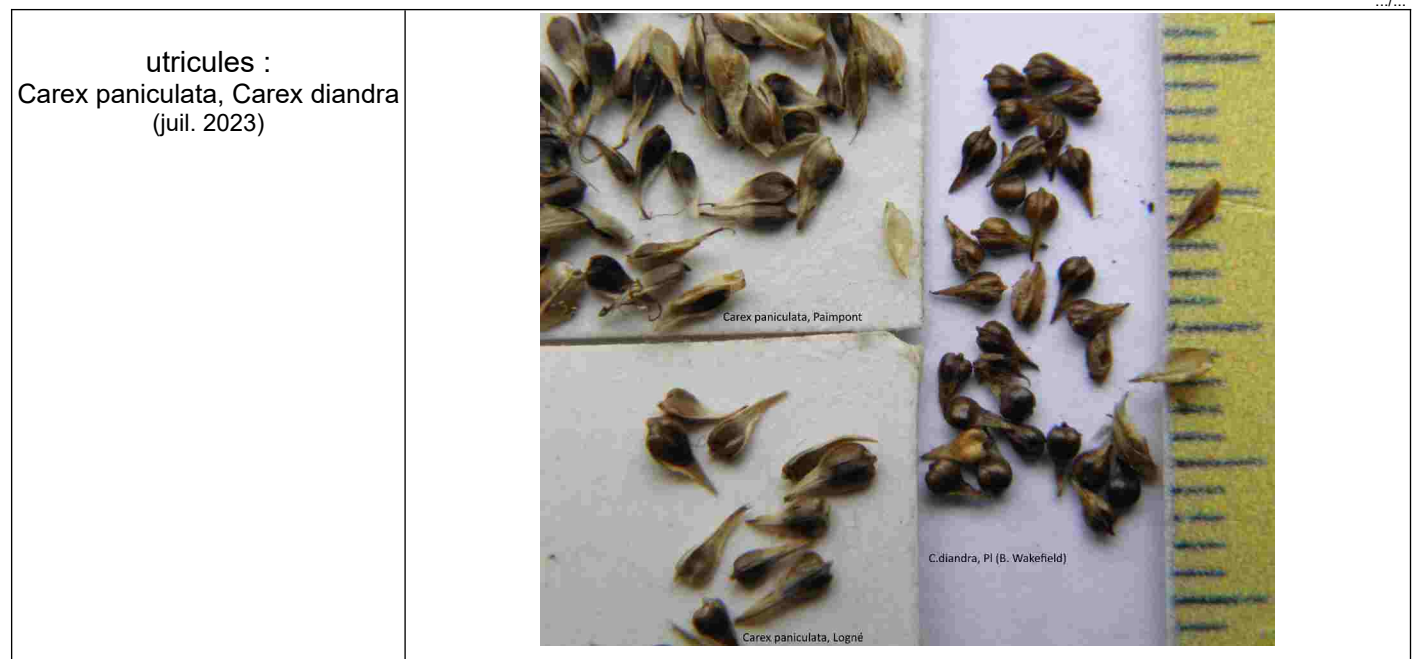 .../...
utricules :
Carex paniculata, Carex diandra
(juil. 2023)
Carex paniculata, Paimpont
C.diandra, Pl (B. Wakefield)
Carex paniculata, Logné